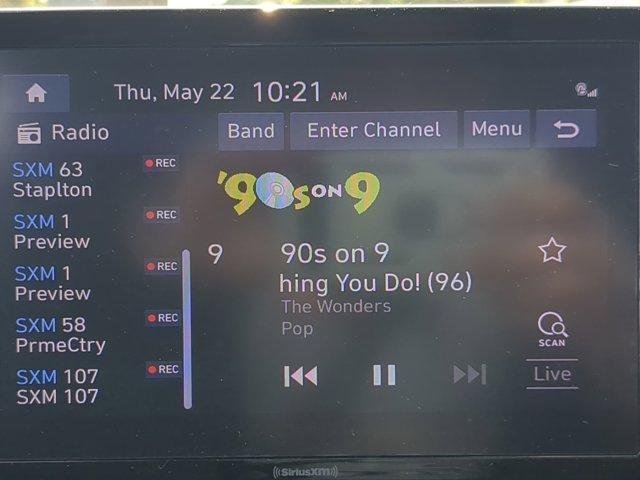 Thu, May 22 10:21 AM
Radio Band Enter Channel Menu
SXM 63 REC
Staplton
'90s ON 9
SXM 1 REC
Preview
9 90s on 9
SXM 1 REC
Preview
hing You Do! (96)
The Wonders
Pop
SXM 58 REC
PrmeCtry
SCAN
SXM 107 REC
SXM 107
Live
((SiriusXM))